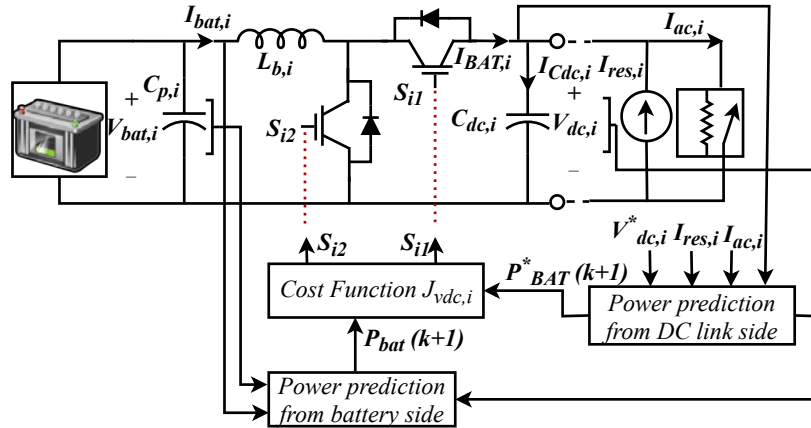 I_{bat,i}
L_{b,i}
I_{BAT,i}
I_{ac,i}
C_{p,i}
+
V_{bat,i}
−
S_{i2}
S_{i1}
C_{dc,i}
I_{Cdc,i}
I_{res,i}
+
V_{dc,i}
−
S_{i2}
S_{i1}
V^*_{dc,i}
I_{res,i}
I_{ac,i}
Cost Function J_{vdc,i}
P^*_{BAT} (k+1)
Power prediction
from DC link side
P_{bat} (k+1)
Power prediction
from battery side